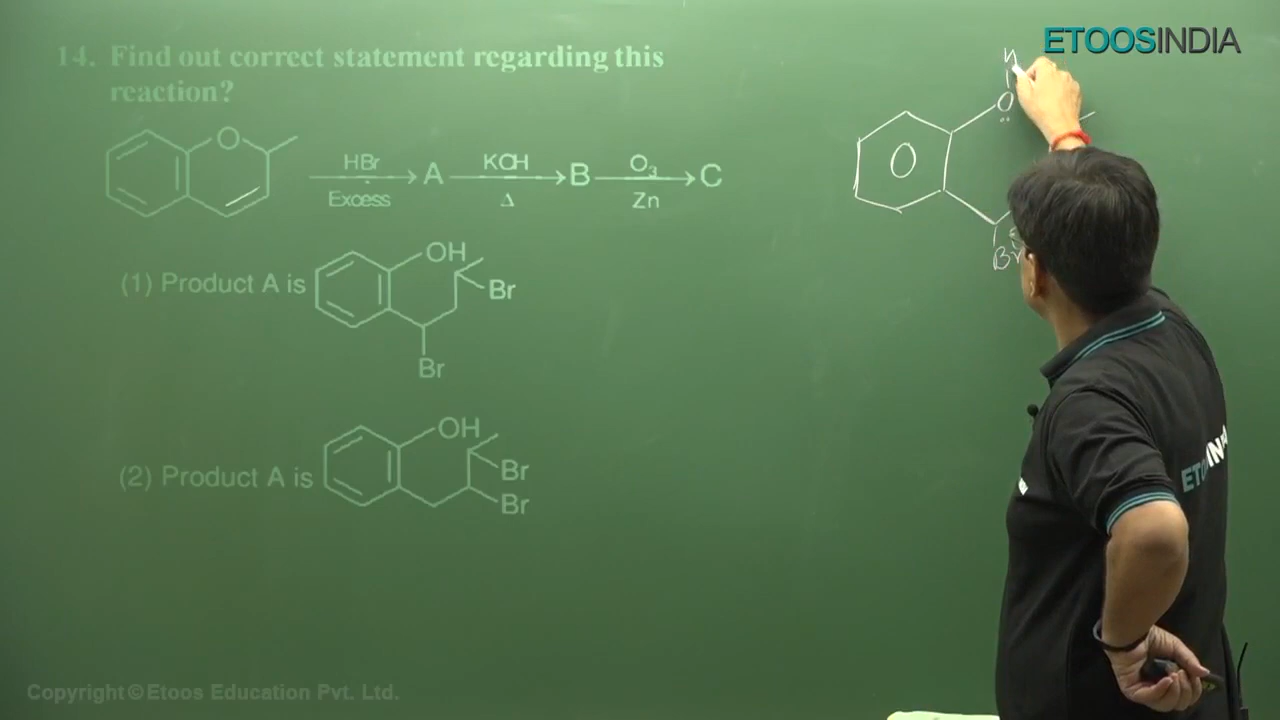 ETOOSINDIA
14. Find out correct statement regarding this
reaction?
O
HBr
Excess
A
KOH
Δ
B
O₃
Zn
C
(1) Product A is
OH
Br
Br
(2) Product A is
OH
Br
Br
H
O
Br
Copyright © Etoos Education Pvt. Ltd.